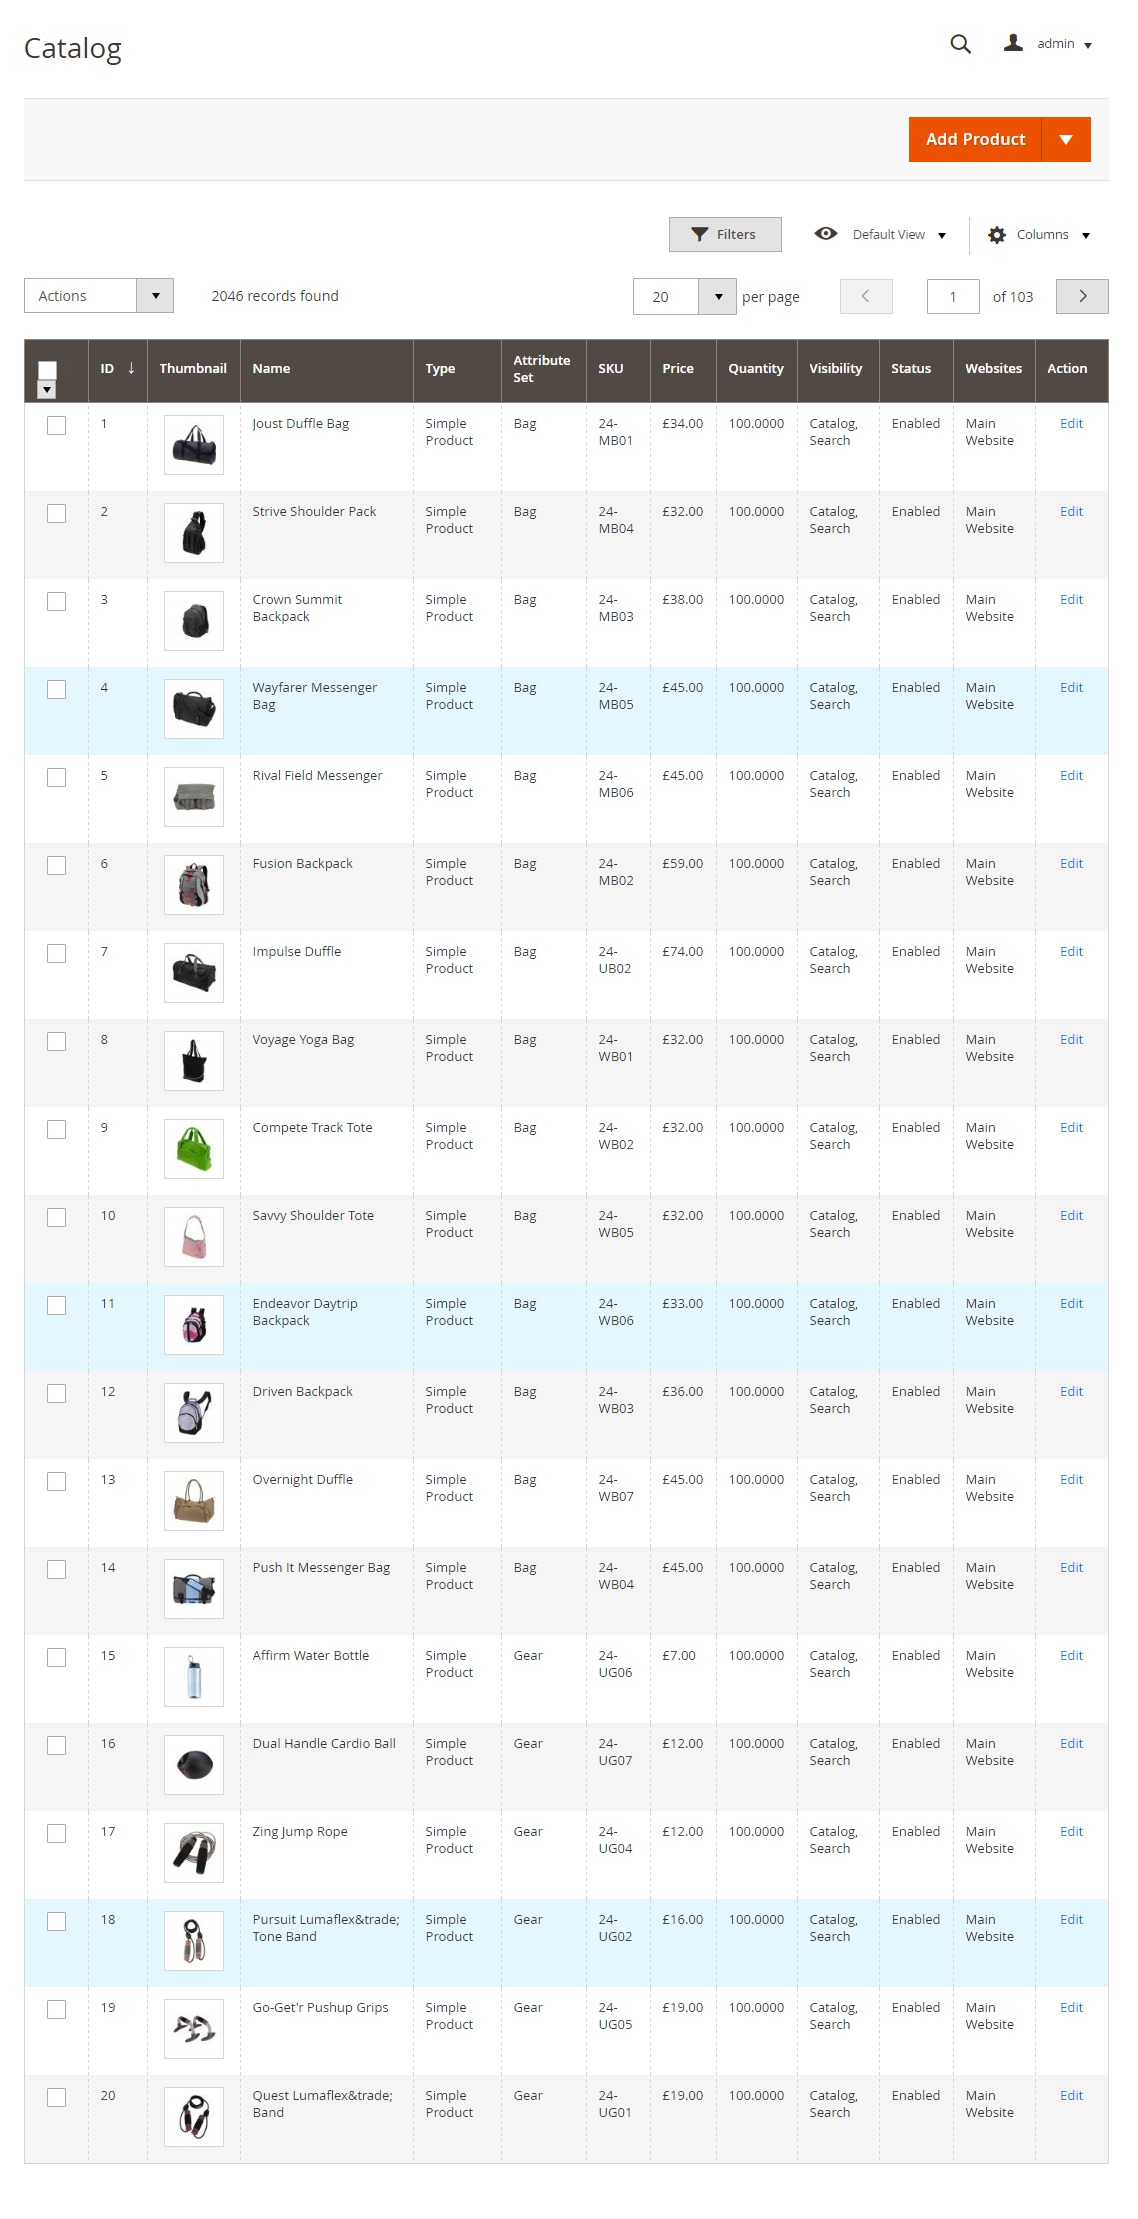 Catalog
admin
Add Product
Filters
Default View
Columns
Actions
2046 records found
20
per page
1
of 103
ID ↓ Thumbnail Name Type Attribute Set SKU Price Quantity Visibility Status Websites Action
1 Joust Duffle Bag Simple Product Bag 24-MB01 £34.00 100.0000 Catalog, Search Enabled Main Website Edit
2 Strive Shoulder Pack Simple Product Bag 24-MB04 £32.00 100.0000 Catalog, Search Enabled Main Website Edit
3 Crown Summit Backpack Simple Product Bag 24-MB03 £38.00 100.0000 Catalog, Search Enabled Main Website Edit
4 Wayfarer Messenger Bag Simple Product Bag 24-MB05 £45.00 100.0000 Catalog, Search Enabled Main Website Edit
5 Rival Field Messenger Simple Product Bag 24-MB06 £45.00 100.0000 Catalog, Search Enabled Main Website Edit
6 Fusion Backpack Simple Product Bag 24-MB02 £59.00 100.0000 Catalog, Search Enabled Main Website Edit
7 Impulse Duffle Simple Product Bag 24-UB02 £74.00 100.0000 Catalog, Search Enabled Main Website Edit
8 Voyage Yoga Bag Simple Product Bag 24-WB01 £32.00 100.0000 Catalog, Search Enabled Main Website Edit
9 Compete Track Tote Simple Product Bag 24-WB02 £32.00 100.0000 Catalog, Search Enabled Main Website Edit
10 Savvy Shoulder Tote Simple Product Bag 24-WB05 £32.00 100.0000 Catalog, Search Enabled Main Website Edit
11 Endeavor Daytrip Backpack Simple Product Bag 24-WB06 £33.00 100.0000 Catalog, Search Enabled Main Website Edit
12 Driven Backpack Simple Product Bag 24-WB03 £36.00 100.0000 Catalog, Search Enabled Main Website Edit
13 Overnight Duffle Simple Product Bag 24-WB07 £45.00 100.0000 Catalog, Search Enabled Main Website Edit
14 Push It Messenger Bag Simple Product Bag 24-WB04 £45.00 100.0000 Catalog, Search Enabled Main Website Edit
15 Affirm Water Bottle Simple Product Gear 24-UG06 £7.00 100.0000 Catalog, Search Enabled Main Website Edit
16 Dual Handle Cardio Ball Simple Product Gear 24-UG07 £12.00 100.0000 Catalog, Search Enabled Main Website Edit
17 Zing Jump Rope Simple Product Gear 24-UG04 £12.00 100.0000 Catalog, Search Enabled Main Website Edit
18 Pursuit Lumaflex&trade; Tone Band Simple Product Gear 24-UG02 £16.00 100.0000 Catalog, Search Enabled Main Website Edit
19 Go-Get'r Pushup Grips Simple Product Gear 24-UG05 £19.00 100.0000 Catalog, Search Enabled Main Website Edit
20 Quest Lumaflex&trade; Band Simple Product Gear 24-UG01 £19.00 100.0000 Catalog, Search Enabled Main Website Edit